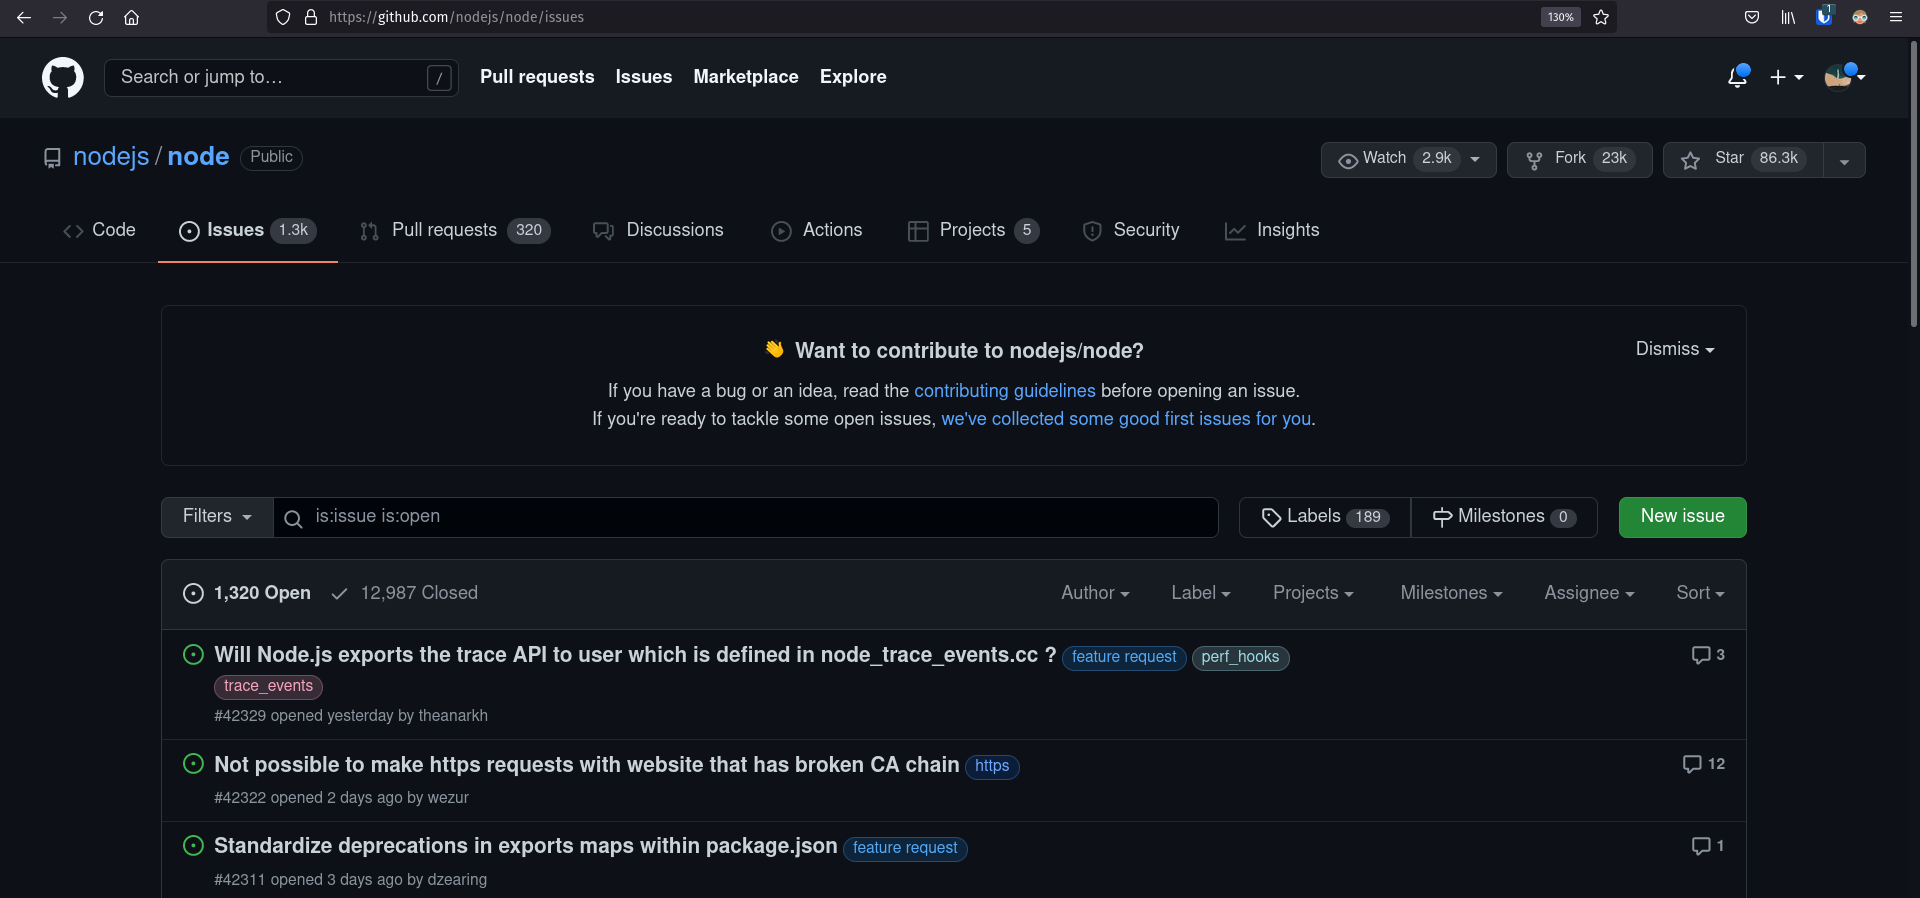 https://github.com/nodejs/node/issues 130% 1
Search or jump to… / Pull requests Issues Marketplace Explore
nodejs / node Public Watch 2.9k Fork 23k Star 86.3k
Code Issues 1.3k Pull requests 320 Discussions Actions Projects 5 Security Insights
👋 Want to contribute to nodejs/node? Dismiss
If you have a bug or an idea, read the contributing guidelines before opening an issue.
If you're ready to tackle some open issues, we've collected some good first issues for you.
Filters is:issue is:open Labels 189 Milestones 0 New issue
1,320 Open 12,987 Closed Author Label Projects Milestones Assignee Sort
Will Node.js exports the trace API to user which is defined in node_trace_events.cc ? feature request perf_hooks 3
trace_events
#42329 opened yesterday by theanarkh
Not possible to make https requests with website that has broken CA chain https 12
#42322 opened 2 days ago by wezur
Standardize deprecations in exports maps within package.json feature request 1
#42311 opened 3 days ago by dzearing